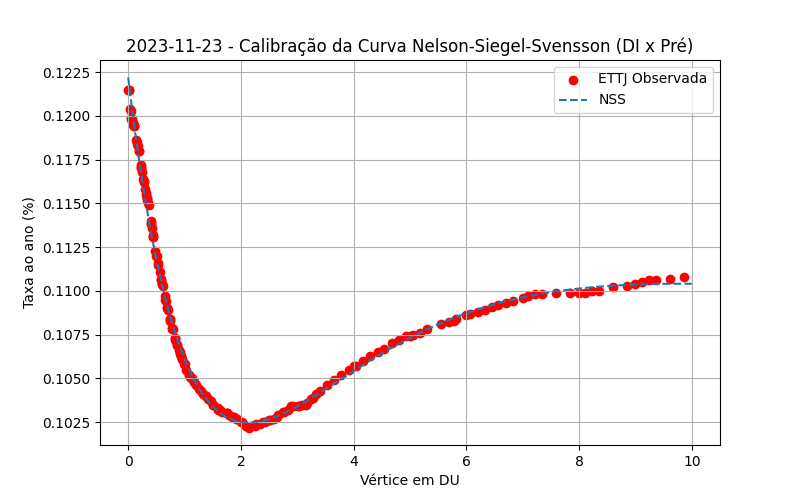 2023-11-23 - Calibração da Curva Nelson-Siegel-Svensson (DI x Pré)
ETTJ Observada
NSS
Taxa ao ano (%)
0.1225
0.1200
0.1175
0.1150
0.1125
0.1100
0.1075
0.1050
0.1025
0 2 4 6 8 10
Vértice em DU